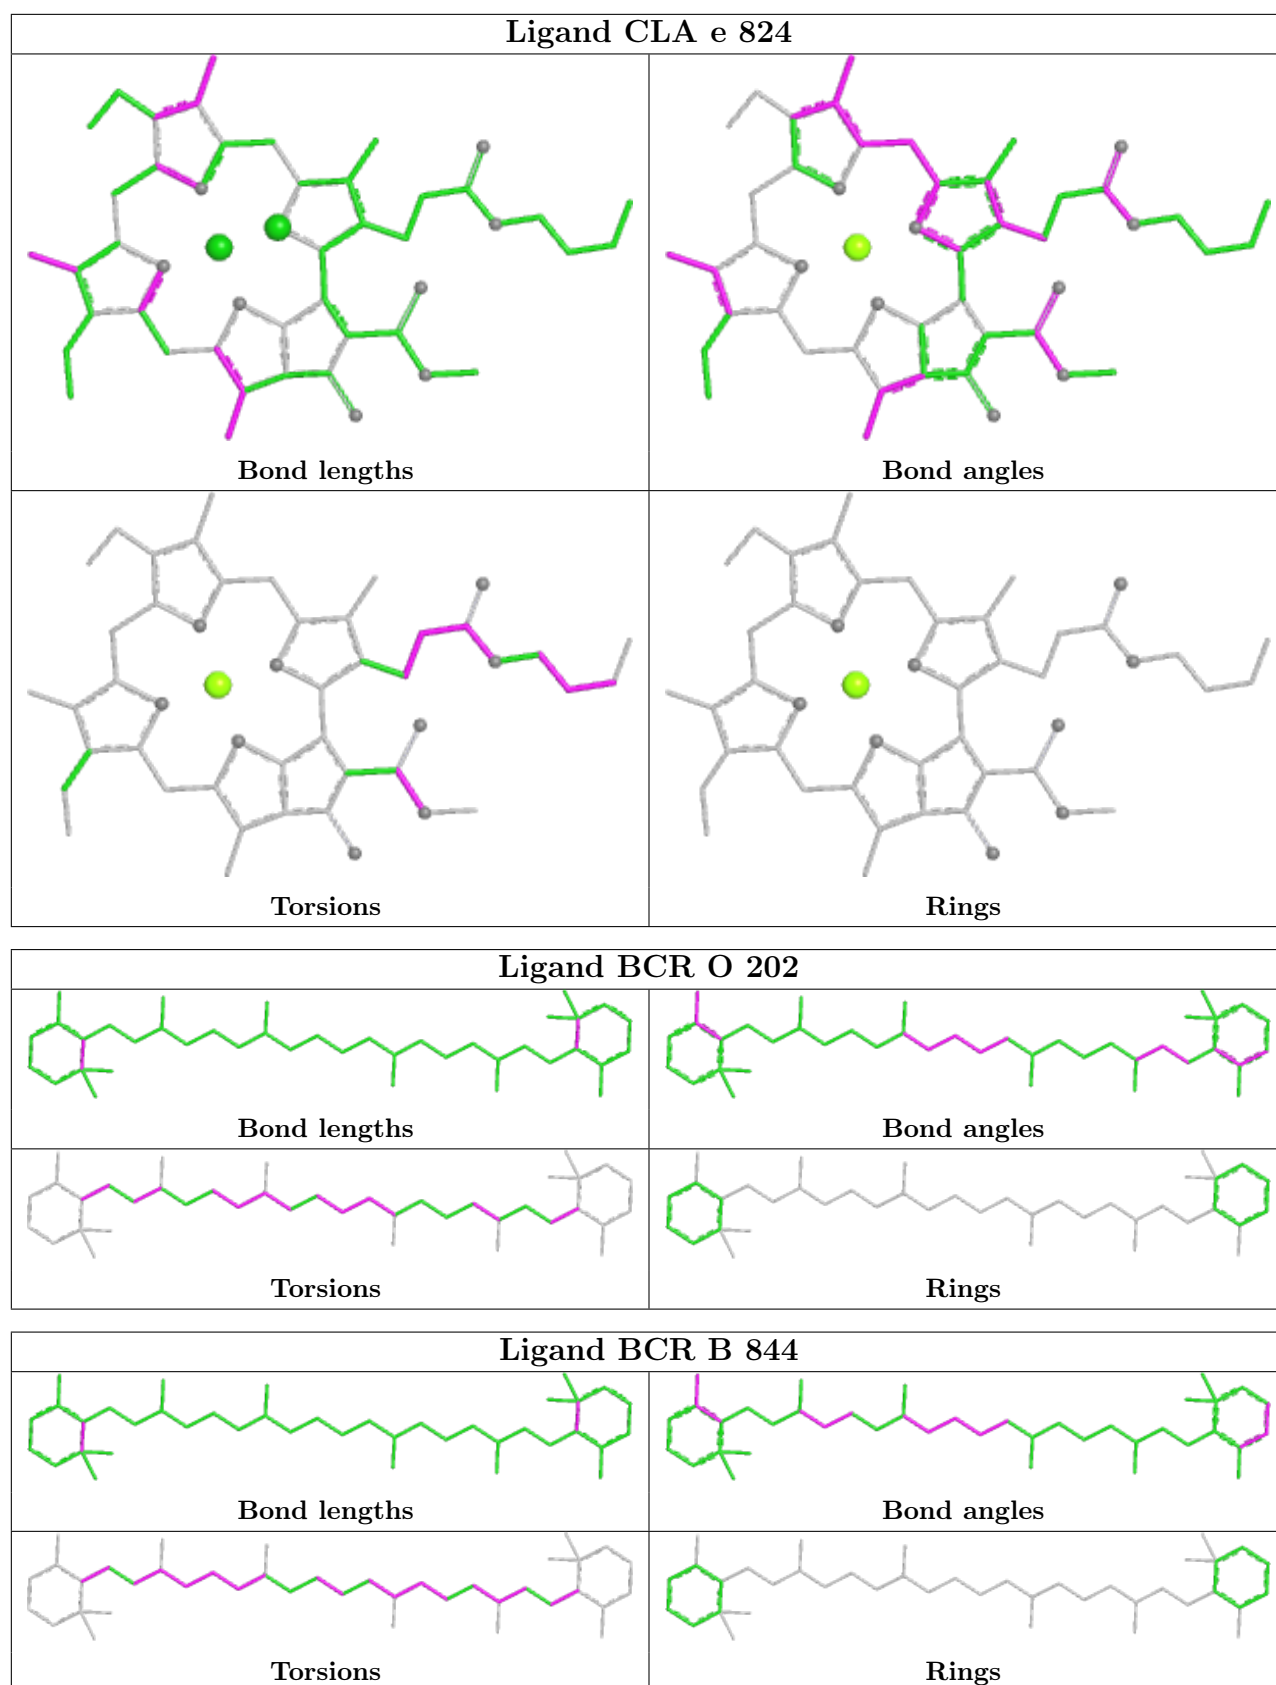 Ligand CLA e 824
Bond lengths
Bond angles
Torsions
Rings
Ligand BCR O 202
Bond lengths
Bond angles
Torsions
Rings
Ligand BCR B 844
Bond lengths
Bond angles
Torsions
Rings